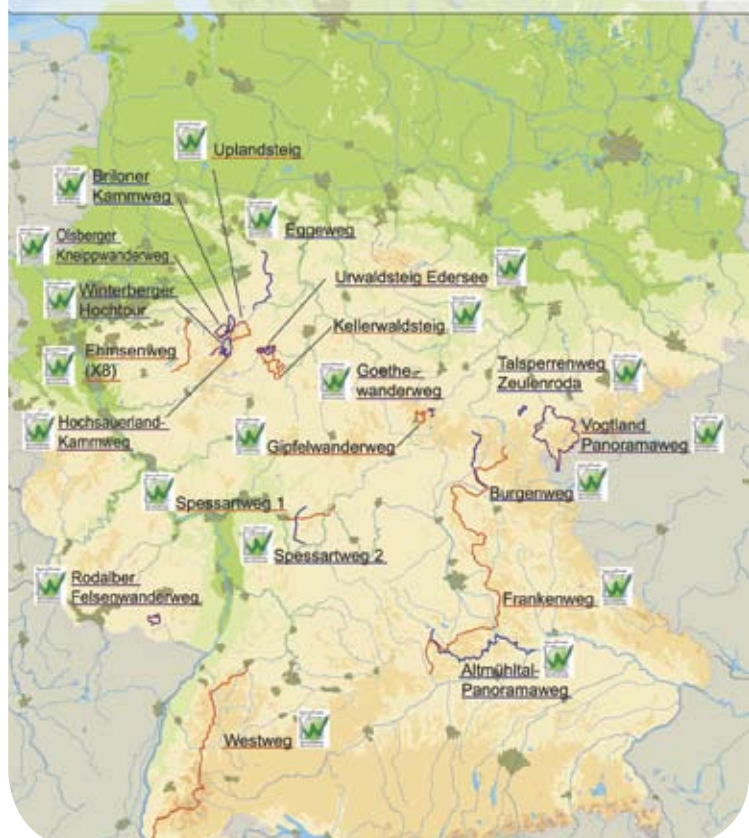 Uplandsteig
Briloner
Kammweg
Eggeweg
Olsberger
Kneippwanderweg
Urwaldsteig Edersee
Winterberger
Hochtour
Kellerwaldsteig
Ehmsenweg
(X8)
Goethe-
wanderweg
Talsperrenweg
Zeulenroda
Hochsauerland-
Kammweg
Gipfelwanderweg
Vogtland
Panoramaweg
Burgenweg
Spessartweg 1
Spessartweg 2
Rodalber
Felsenwanderweg
Frankenweg
Altmühltal-
Panoramaweg
Westweg